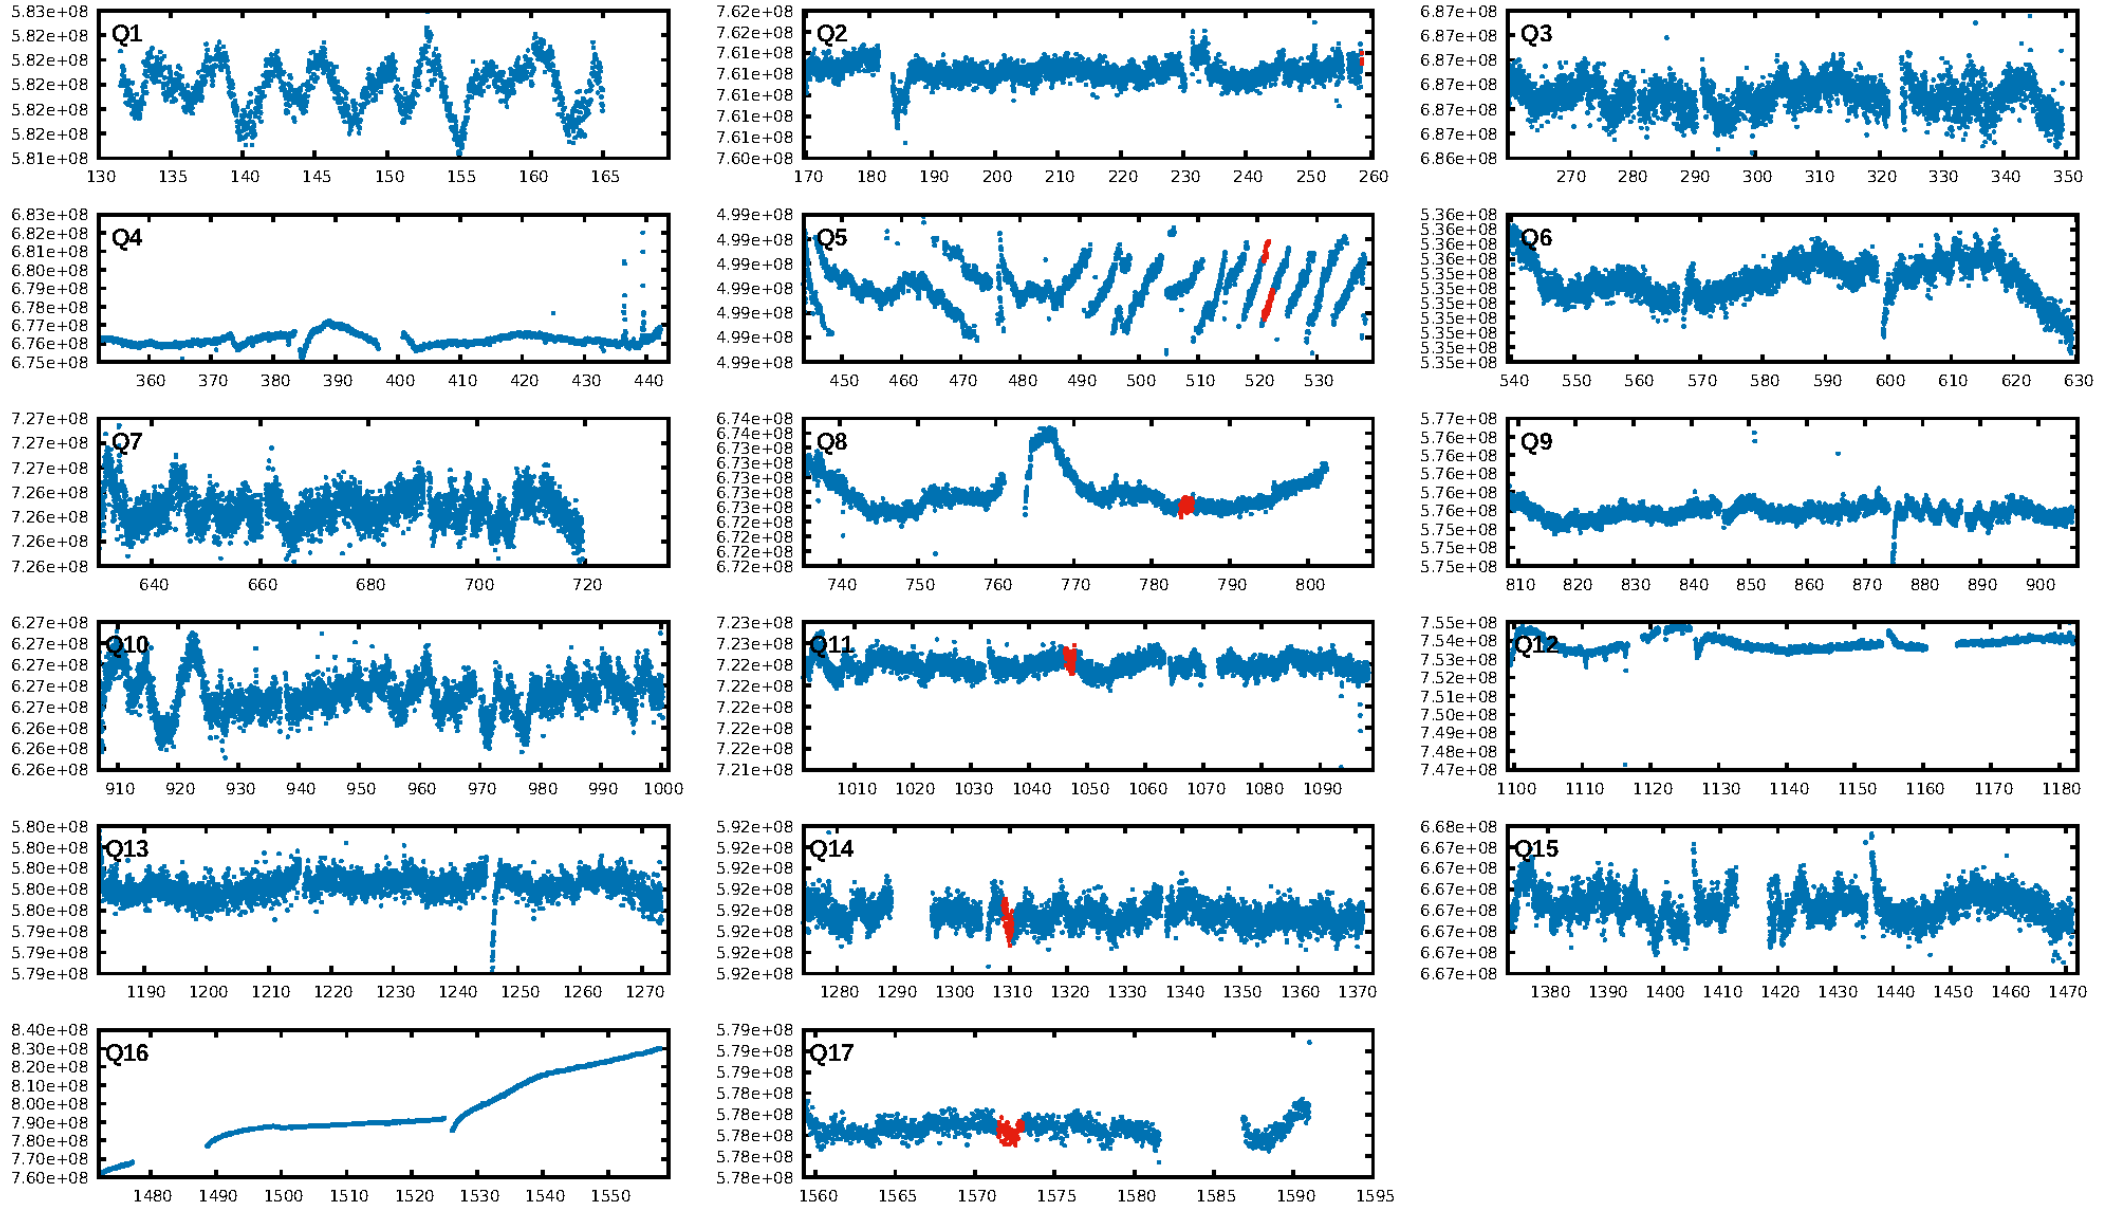 5.83e+08
5.82e+08
5.82e+08
5.82e+08
5.82e+08
5.82e+08
5.81e+08
Q1
130 135 140 145 150 155 160 165
7.62e+08
7.62e+08
7.61e+08
7.61e+08
7.61e+08
7.61e+08
7.61e+08
7.60e+08
Q2
170 180 190 200 210 220 230 240 250 260
6.87e+08
6.87e+08
6.87e+08
6.87e+08
6.87e+08
6.87e+08
6.86e+08
Q3
270 280 290 300 310 320 330 340 350
6.83e+08
6.82e+08
6.81e+08
6.80e+08
6.79e+08
6.78e+08
6.77e+08
6.76e+08
6.75e+08
Q4
360 370 380 390 400 410 420 430 440
4.99e+08
4.99e+08
4.99e+08
4.99e+08
4.99e+08
4.99e+08
4.99e+08
Q5
450 460 470 480 490 500 510 520 530
5.36e+08
5.36e+08
5.36e+08
5.36e+08
5.35e+08
5.35e+08
5.35e+08
5.35e+08
5.35e+08
5.35e+08
5.35e+08
Q6
540 550 560 570 580 590 600 610 620 630
7.27e+08
7.27e+08
7.27e+08
7.26e+08
7.26e+08
7.26e+08
7.26e+08
Q7
640 660 680 700 720
6.74e+08
6.74e+08
6.73e+08
6.73e+08
6.73e+08
6.73e+08
6.73e+08
6.72e+08
6.72e+08
6.72e+08
6.72e+08
Q8
740 750 760 770 780 790 800
5.77e+08
5.76e+08
5.76e+08
5.76e+08
5.76e+08
5.75e+08
5.75e+08
5.75e+08
Q9
810 820 830 840 850 860 870 880 890 900
6.27e+08
6.27e+08
6.27e+08
6.27e+08
6.27e+08
6.26e+08
6.26e+08
6.26e+08
Q10
910 920 930 940 950 960 970 980 990 1000
7.23e+08
7.23e+08
7.22e+08
7.22e+08
7.22e+08
7.22e+08
7.22e+08
7.21e+08
Q11
1010 1020 1030 1040 1050 1060 1070 1080 1090
7.55e+08
7.54e+08
7.53e+08
7.52e+08
7.51e+08
7.50e+08
7.49e+08
7.48e+08
7.47e+08
Q12
1100 1110 1120 1130 1140 1150 1160 1170 1180
5.80e+08
5.80e+08
5.80e+08
5.80e+08
5.80e+08
5.79e+08
5.79e+08
5.79e+08
Q13
1190 1200 1210 1220 1230 1240 1250 1260 1270
5.92e+08
5.92e+08
5.92e+08
5.92e+08
5.92e+08
5.92e+08
5.92e+08
5.92e+08
Q14
1280 1290 1300 1310 1320 1330 1340 1350 1360 1370
6.68e+08
6.67e+08
6.67e+08
6.67e+08
6.67e+08
6.67e+08
6.67e+08
6.67e+08
Q15
1380 1390 1400 1410 1420 1430 1440 1450 1460 1470
8.40e+08
8.30e+08
8.20e+08
8.10e+08
8.00e+08
7.90e+08
7.80e+08
7.70e+08
7.60e+08
Q16
1480 1490 1500 1510 1520 1530 1540 1550
5.79e+08
5.79e+08
5.79e+08
5.78e+08
5.78e+08
5.78e+08
5.78e+08
5.78e+08
Q17
1560 1565 1570 1575 1580 1585 1590 1595